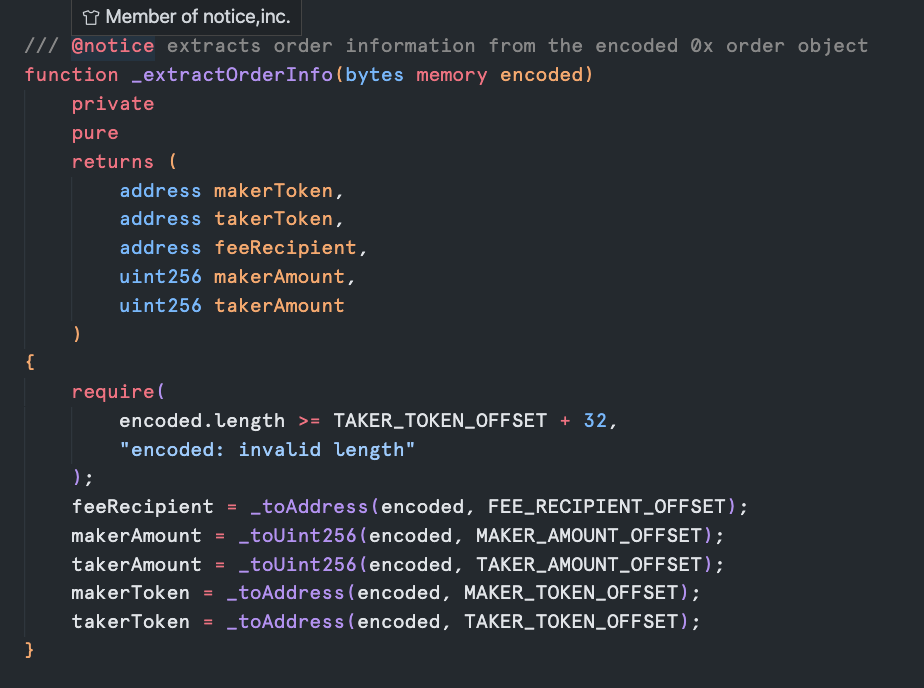 Member of notice,inc.
/// @notice extracts order information from the encoded 0x order object
function _extractOrderInfo(bytes memory encoded)
    private
    pure
    returns (
        address makerToken,
        address takerToken,
        address feeRecipient,
        uint256 makerAmount,
        uint256 takerAmount
    )
{
    require(
        encoded.length >= TAKER_TOKEN_OFFSET + 32,
        "encoded: invalid length"
    );
    feeRecipient = _toAddress(encoded, FEE_RECIPIENT_OFFSET);
    makerAmount = _toUint256(encoded, MAKER_AMOUNT_OFFSET);
    takerAmount = _toUint256(encoded, TAKER_AMOUNT_OFFSET);
    makerToken = _toAddress(encoded, MAKER_TOKEN_OFFSET);
    takerToken = _toAddress(encoded, TAKER_TOKEN_OFFSET);
}